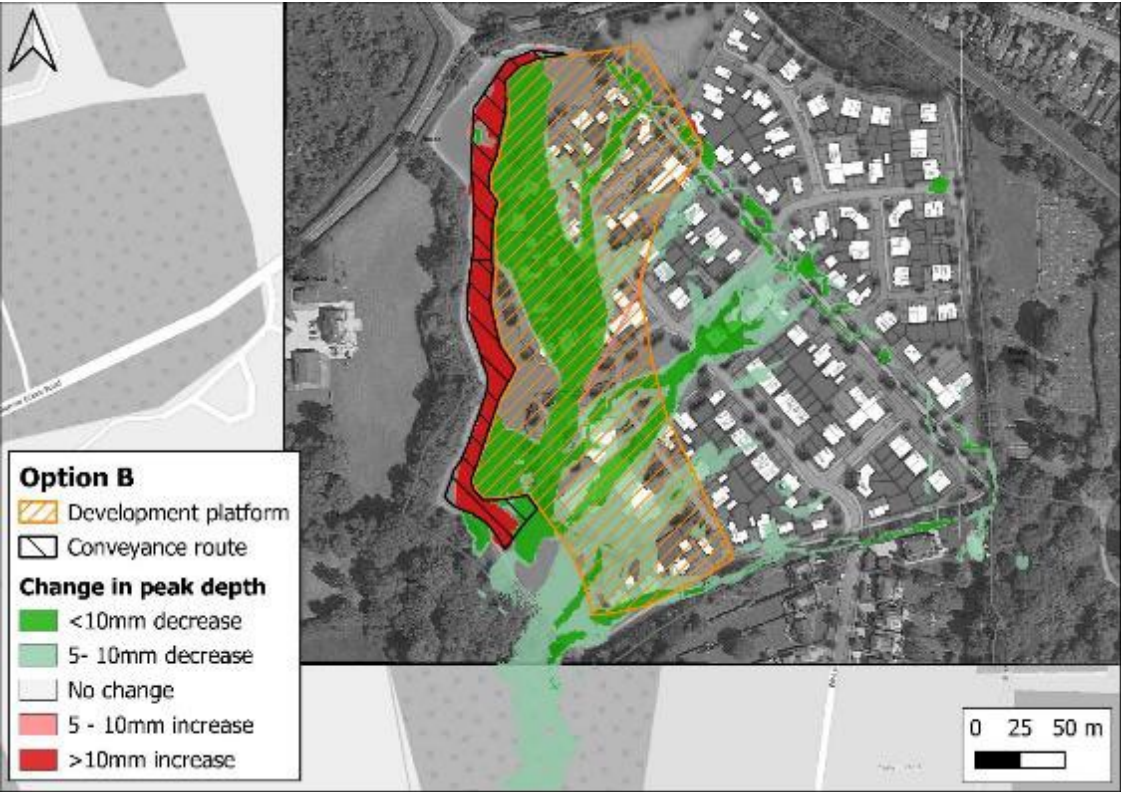 Option B
Development platform
Conveyance route
Change in peak depth
<10mm decrease
5- 10mm decrease
No change
5 - 10mm increase
>10mm increase
0 25 50 m